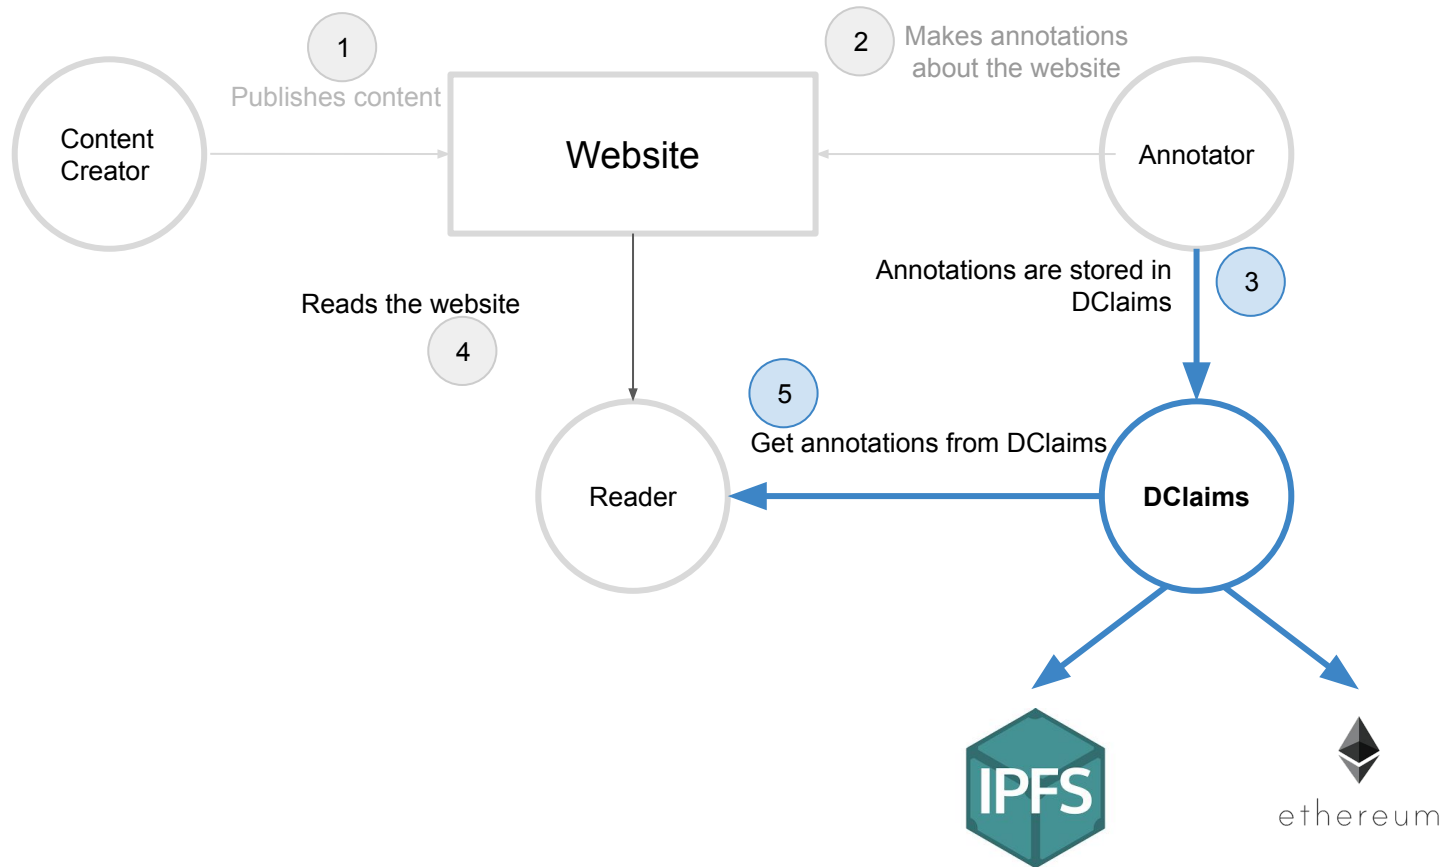 1
Publishes content
2
Makes annotations
about the website
Content
Creator
Website
Annotator
Annotations are stored in
DClaims
3
Reads the website
4
5
Get annotations from DClaims
Reader
DClaims
IPFS
ethereum